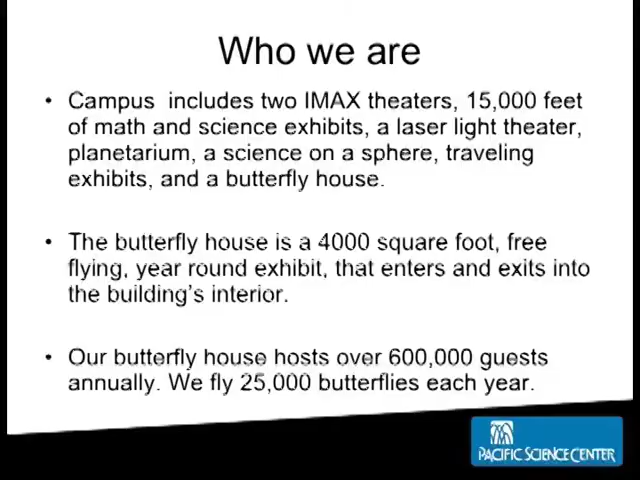 Who we are
• Campus includes two IMAX theaters, 15,000 feet
of math and science exhibits, a laser light theater,
planetarium, a science on a sphere, traveling
exhibits, and a butterfly house.
• The butterfly house is a 4000 square foot, free
flying, year round exhibit, that enters and exits into
the building's interior.
• Our butterfly house hosts over 600,000 guests
annually. We fly 25,000 butterflies each year.
PACIFIC SCIENCE CENTER